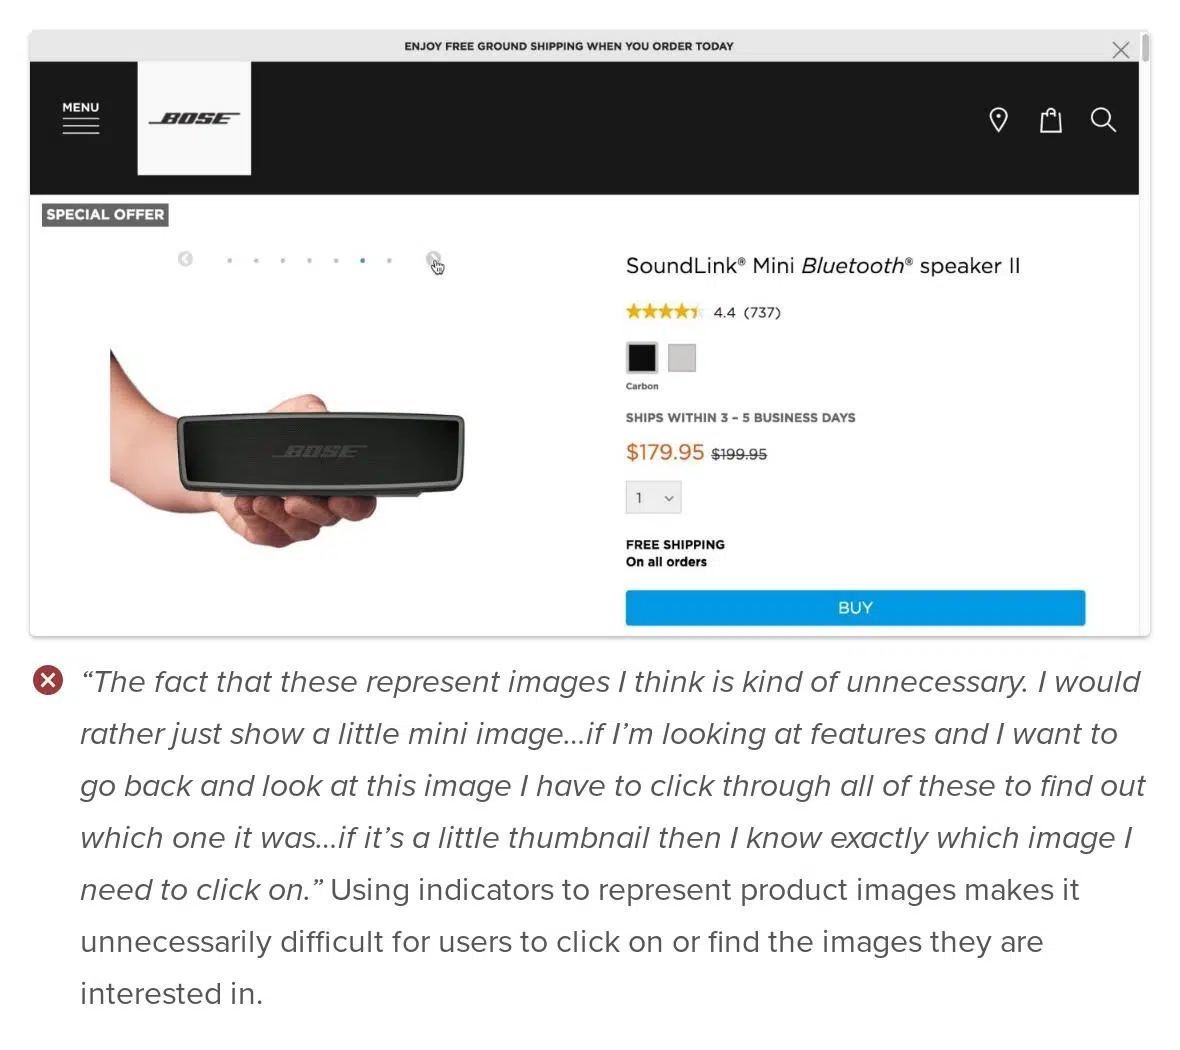 ENJOY FREE GROUND SHIPPING WHEN YOU ORDER TODAY
MENU
BOSE
SPECIAL OFFER
SoundLink® Mini Bluetooth® speaker II
4.4 (737)
Carbon
SHIPS WITHIN 3 – 5 BUSINESS DAYS
$179.95 $199.95
1
FREE SHIPPING
On all orders
BUY
BOSE
“The fact that these represent images I think is kind of unnecessary. I would
rather just show a little mini image…if I’m looking at features and I want to
go back and look at this image I have to click through all of these to find out
which one it was…if it’s a little thumbnail then I know exactly which image I
need to click on.” Using indicators to represent product images makes it
unnecessarily difficult for users to click on or find the images they are
interested in.